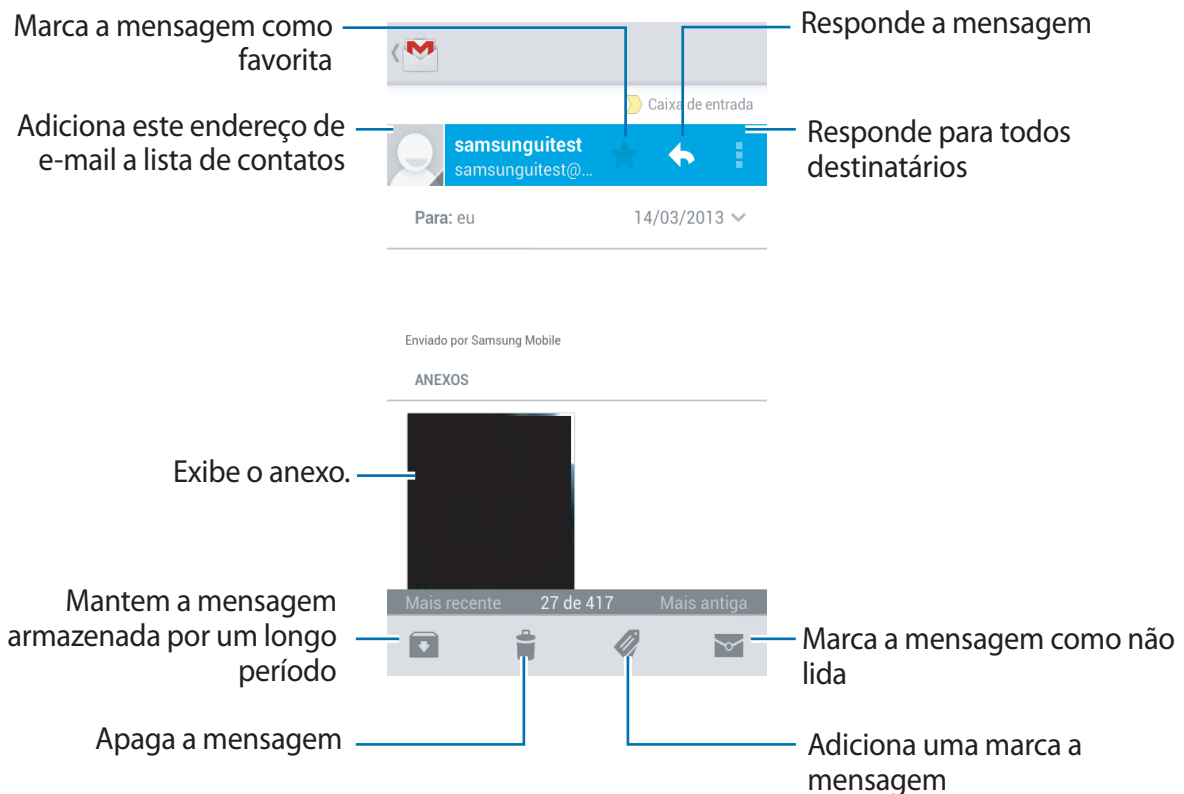 Marca a mensagem como
favorita
Responde a mensagem
Caixa de entrada
Adiciona este endereço de
e-mail a lista de contatos
samsunguitest
samsunguitest@...
Responde para todos
destinatários
Para: eu
14/03/2013
Enviado por Samsung Mobile
ANEXOS
Exibe o anexo.
Mais recente
27 de 417
Mais antiga
Mantem a mensagem
armazenada por um longo
período
Marca a mensagem como não
lida
Apaga a mensagem
Adiciona uma marca a
mensagem